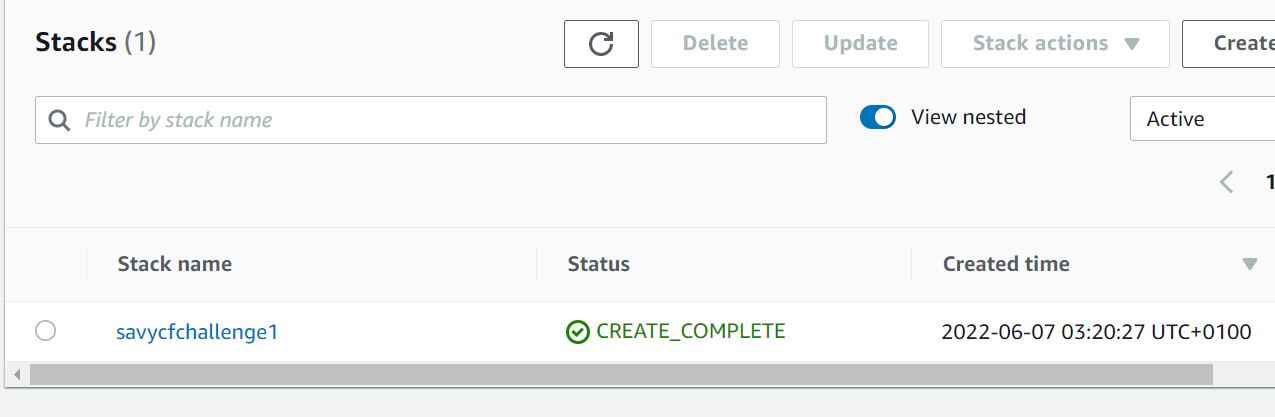 Stacks (1)
Delete
Update
Stack actions
Create
Filter by stack name
View nested
Active
1
Stack name
Status
Created time
savycfchallenge1
CREATE_COMPLETE
2022-06-07 03:20:27 UTC+0100